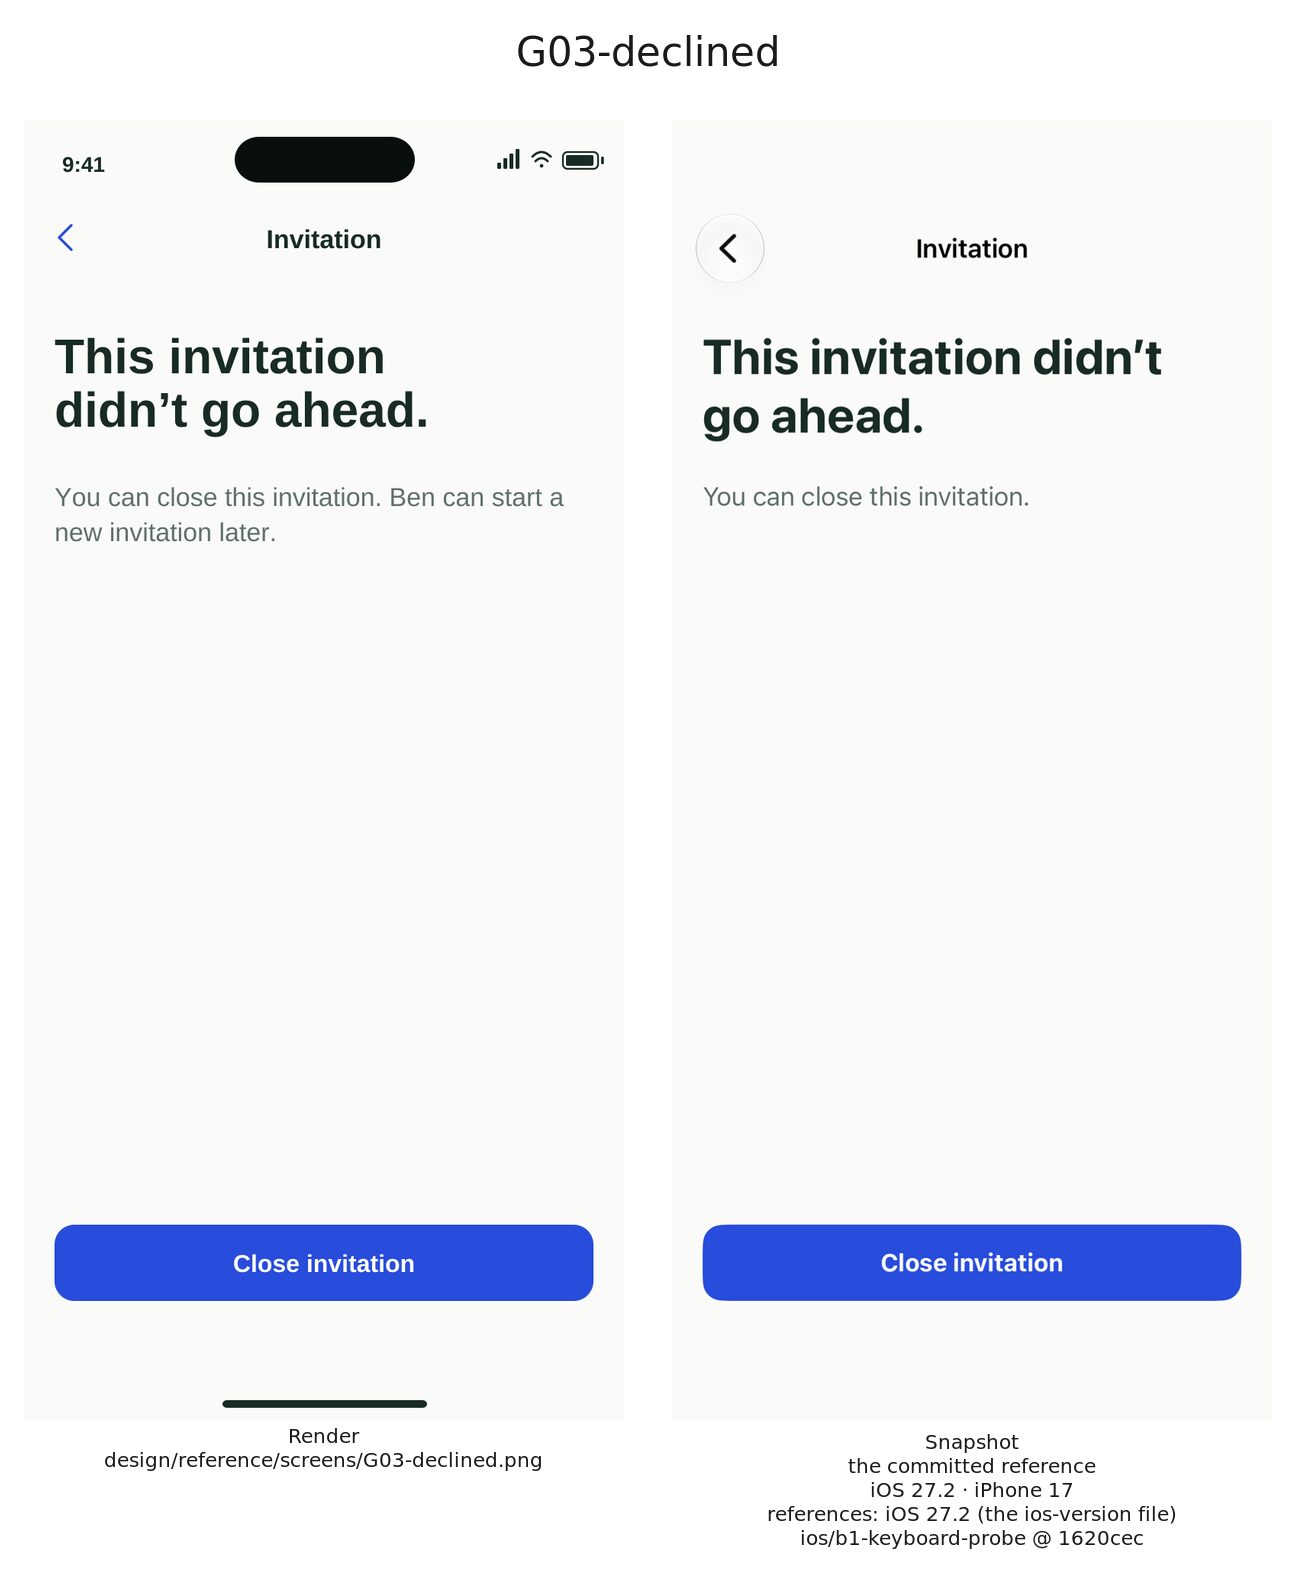 G03-declined
9:41
Invitation
This invitation
didn’t go ahead.
You can close this invitation. Ben can start a
new invitation later.
Close invitation
Render
design/reference/screens/G03-declined.png
Invitation
This invitation didn’t
go ahead.
You can close this invitation.
Close invitation
Snapshot
the committed reference
iOS 27.2 · iPhone 17
references: iOS 27.2 (the ios-version file)
ios/b1-keyboard-probe @ 1620cec